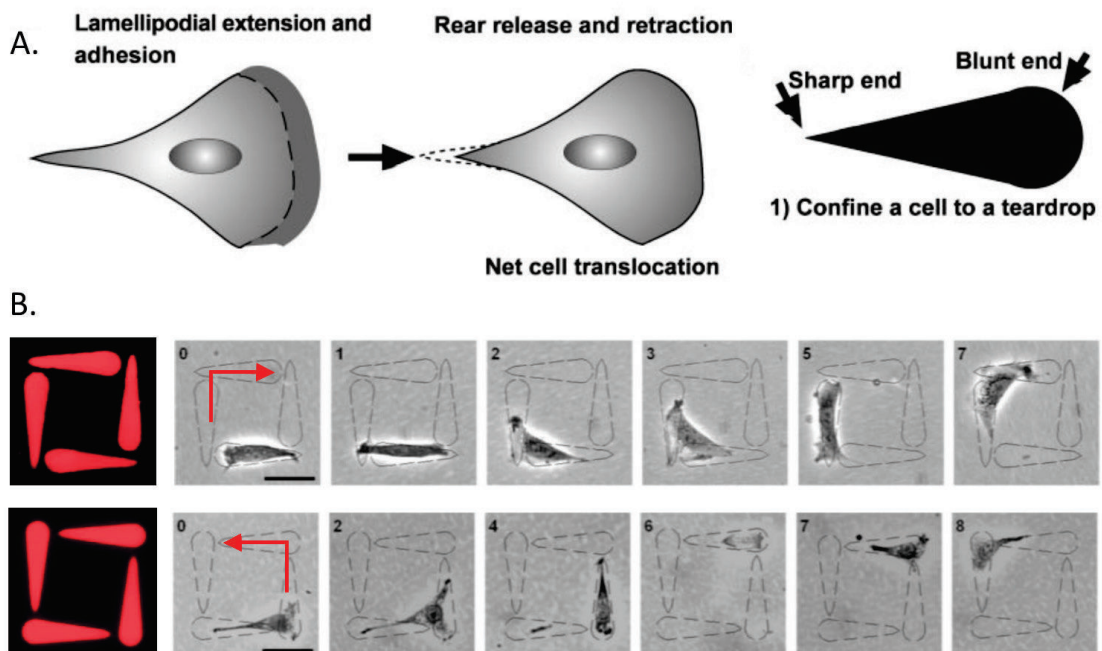 A.
Lamellipodial extension and
adhesion
Rear release and retraction
Net cell translocation
Sharp end
Blunt end
1) Confine a cell to a teardrop
B.
0 1 2 3 5 7
0 2 4 6 7 8